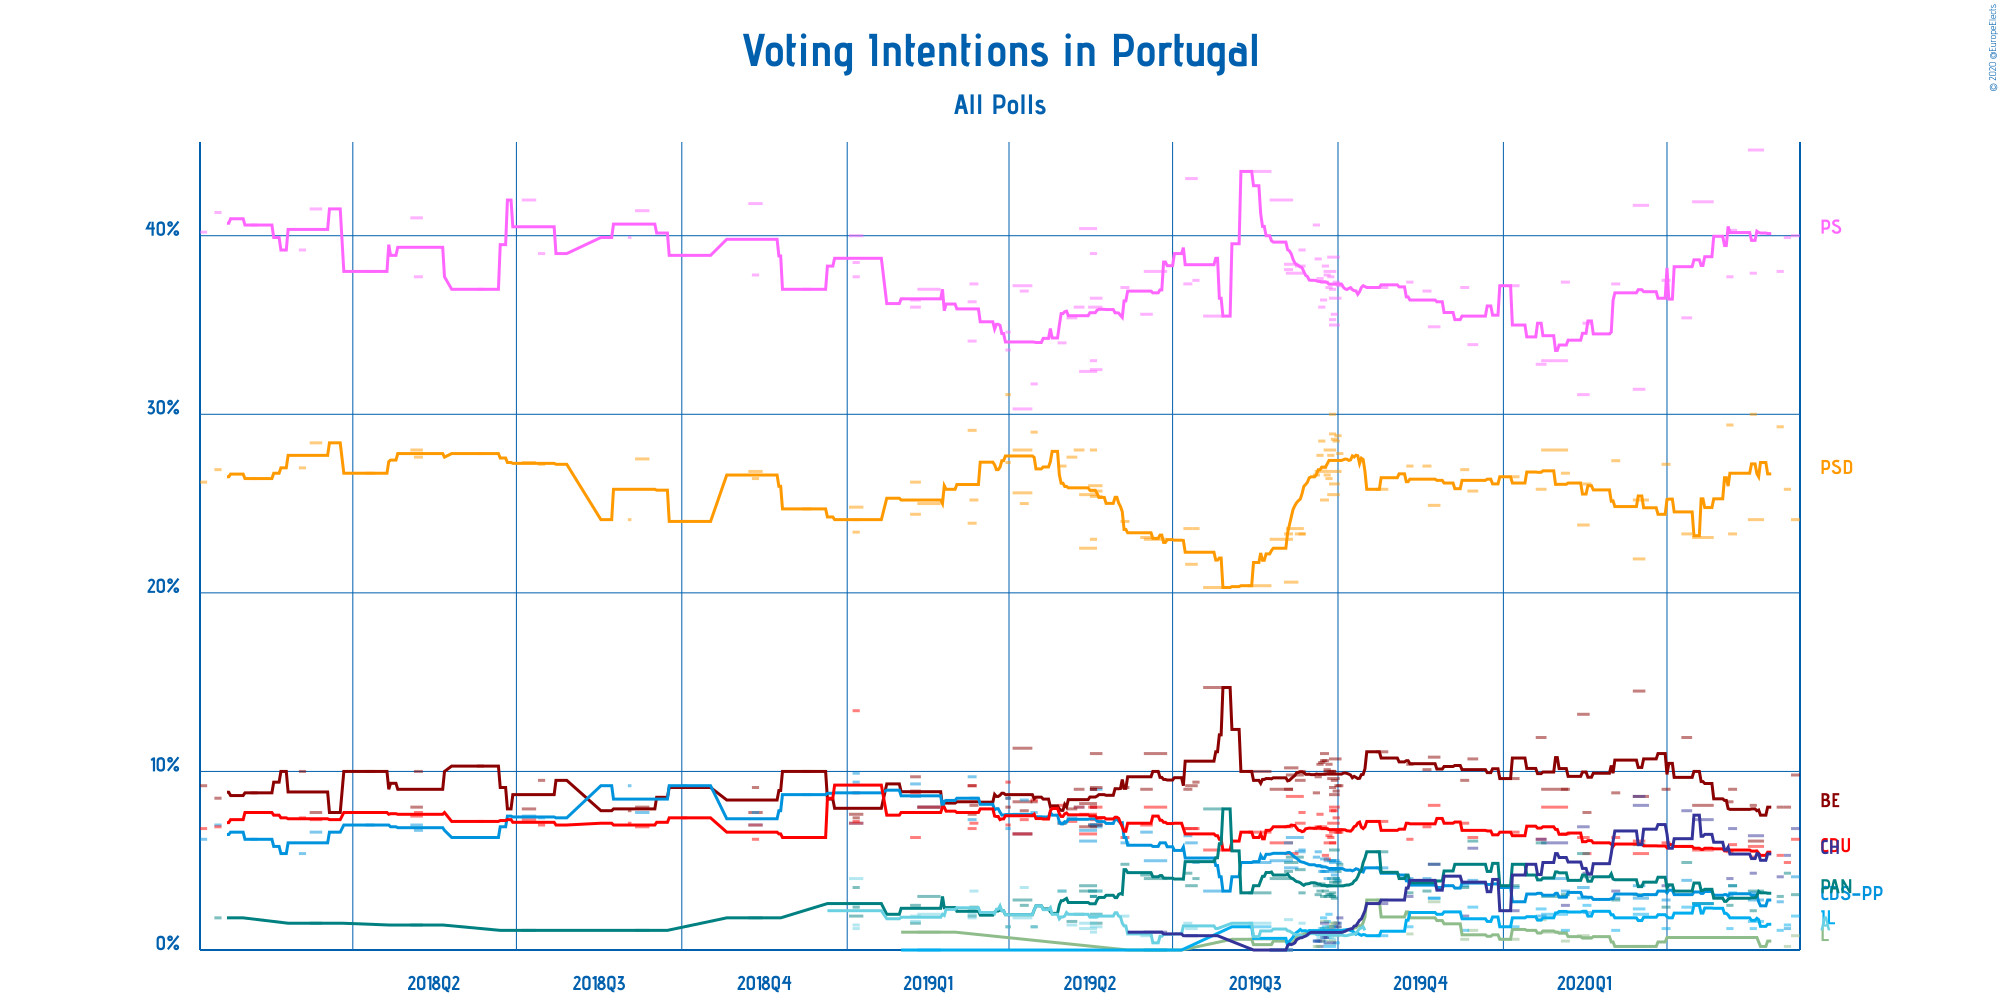 © 2020 @EuropeElects
Voting Intentions in Portugal
All Polls
40%
PS
30%
PSD
20%
10%
BE
CDU
CH
0%
PAN
CDS-PP
IL
A
L
2018Q2
2018Q3
2018Q4
2019Q1
2019Q2
2019Q3
2019Q4
2020Q1